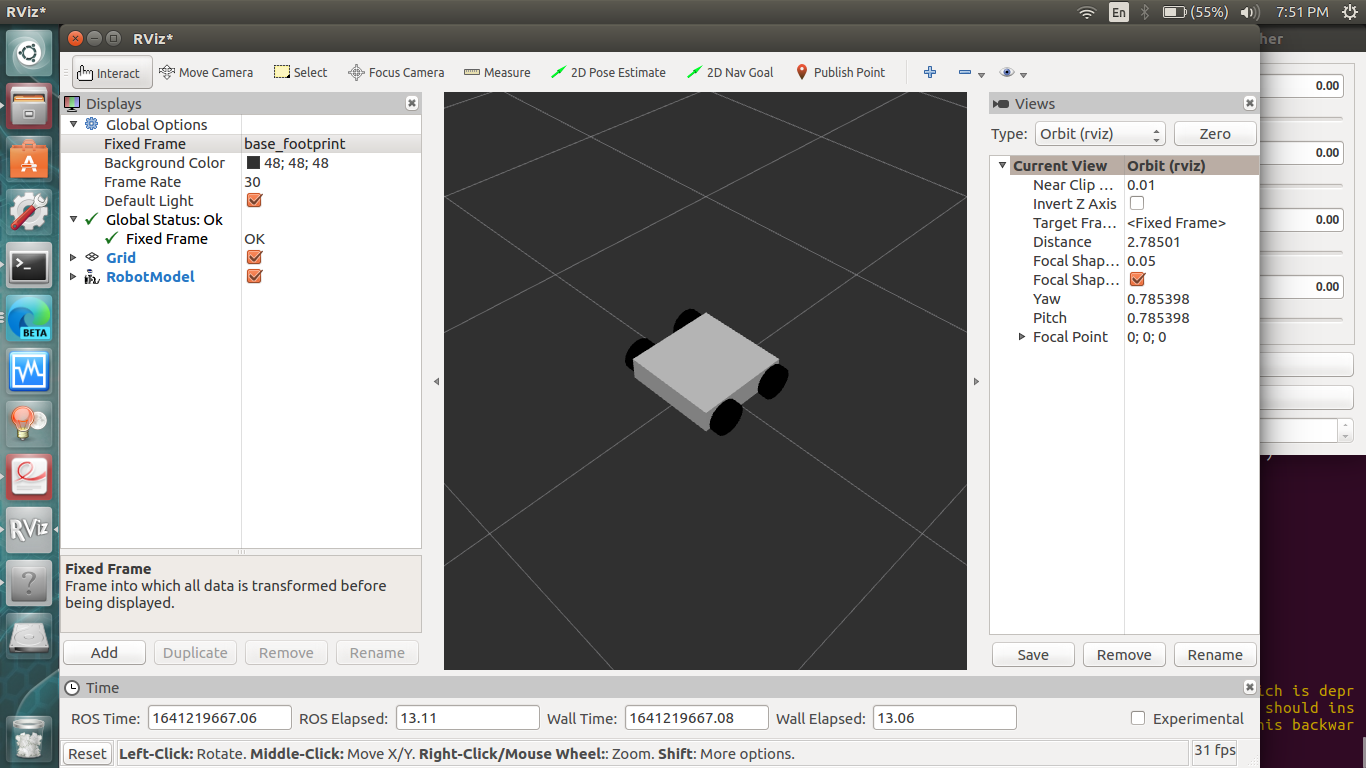 RViz*
En
(55%)
7:51 PM
RViz*
her
Interact
Move Camera
Select
Focus Camera
Measure
2D Pose Estimate
2D Nav Goal
Publish Point
Displays
Global Options
Fixed Frame base_footprint
Background Color 48; 48; 48
Frame Rate 30
Default Light
Global Status: Ok
Fixed Frame OK
Grid
RobotModel
Fixed Frame
Frame into which all data is transformed before
being displayed.
Add Duplicate Remove Rename
Views
Type: Orbit (rviz) Zero
Current View Orbit (rviz)
Near Clip ... 0.01
Invert Z Axis
Target Fra... <Fixed Frame>
Distance 2.78501
Focal Shap... 0.05
Focal Shap...
Yaw 0.785398
Pitch 0.785398
Focal Point 0; 0; 0
Save Remove Rename
0.00
0.00
0.00
0.00
BETA
RViz
ich is depr
should ins
his backwar
Time
ROS Time: 1641219667.06 ROS Elapsed: 13.11 Wall Time: 1641219667.08 Wall Elapsed: 13.06 Experimental
Reset Left-Click: Rotate. Middle-Click: Move X/Y. Right-Click/Mouse Wheel:: Zoom. Shift: More options. 31 fps